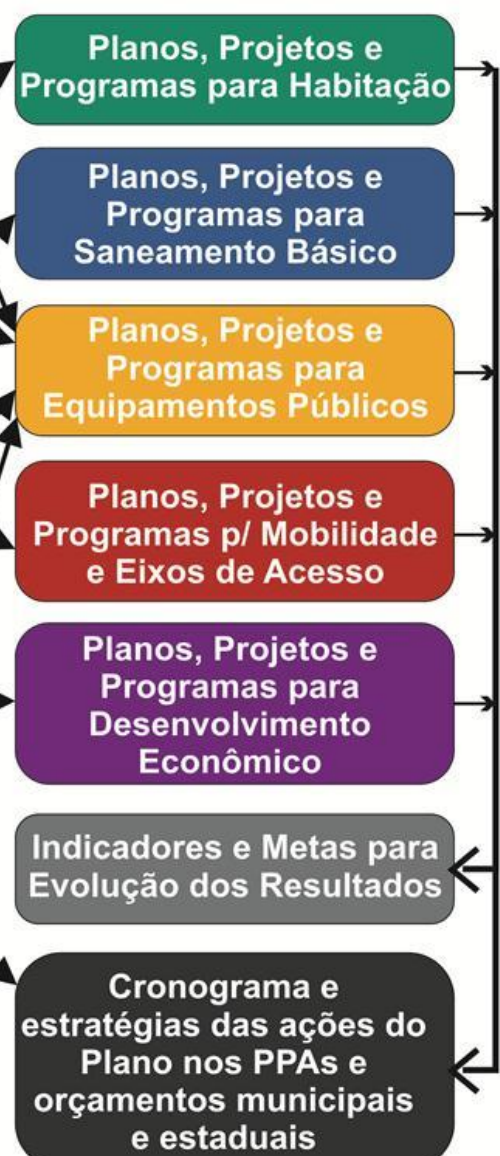 Planos, Projetos e
Programas para Habitação
Planos, Projetos e
Programas para
Saneamento Básico
Planos, Projetos e
Programas para
Equipamentos Públicos
Planos, Projetos e
Programas p/ Mobilidade
e Eixos de Acesso
Planos, Projetos e
Programas para
Desenvolvimento
Econômico
Indicadores e Metas para
Evolução dos Resultados
Cronograma e
estratégias das ações do
Plano nos PPAs e
orçamentos municipais
e estaduais